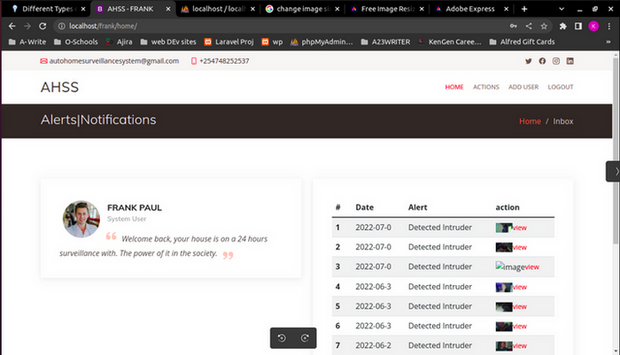 Different Types
AHSS - FRANK
localhost / local
change image si
Free Image Resi
Adobe Express
localhost/frank/home/
A-Write
O-Schools
Ajira
web DEv sites
Laravel Proj
wp
phpMyAdmin...
A23WRITER
KenGen Caree...
Alfred Gift Cards
autohomesurveillancesystem@gmail.com +254748252537
AHSS
HOME ACTIONS ADD USER LOGOUT
Alerts|Notifications
Home / Inbox
FRANK PAUL
System User
Welcome back, your house is on a 24 hours
surveillance with. The power of it in the society.
# Date Alert action
1 2022-07-0 Detected Intruder view
2 2022-07-0 Detected Intruder view
3 2022-07-0 Detected Intruder image view
4 2022-06-3 Detected Intruder view
5 2022-06-3 Detected Intruder view
6 2022-06-3 Detected Intruder view
7 2022-06-2 Detected Intruder view